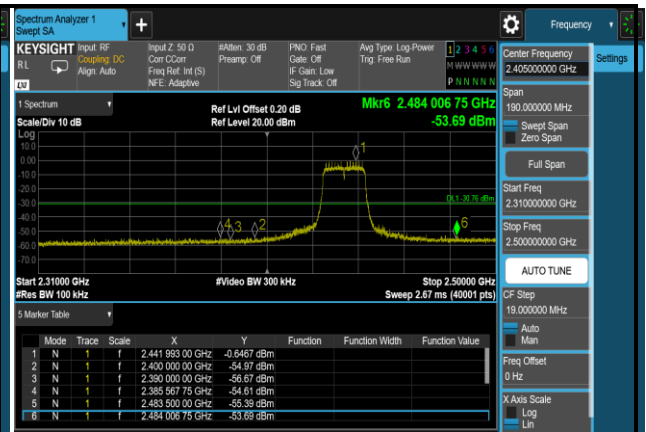 Spectrum Analyzer 1
Swept SA
+
Frequency
Settings
KEYSIGHT Input: RF Input Z: 50 Ω #Atten: 30 dB PNO: Fast Avg Type: Log-Power 1 2 3 4 5 6
RL Coupling: DC Corr CCorr Preamp: Off Gate: Off Trig: Free Run M W W W W W
Align: Auto Freq Ref: Int (S) IF Gain: Low
LXI NFE: Adaptive Sig Track: Off P N N N N N
1 Spectrum
Scale/Div 10 dB
Ref Lvl Offset 0.20 dB
Ref Level 20.00 dBm
Mkr6 2.484 006 75 GHz
-53.69 dBm
Log
10.0
0.00
-10.0
-20.0
-30.0
-40.0
-50.0
-60.0
-70.0
1
DL1 -30.76 dBm
4 3 2 6
Start 2.31000 GHz #Video BW 300 kHz Stop 2.50000 GHz
#Res BW 100 kHz Sweep 2.67 ms (40001 pts)
5 Marker Table
Mode Trace Scale X Y Function Function Width Function Value
1 N 1 f 2.441 993 00 GHz -0.6467 dBm
2 N 1 f 2.400 000 00 GHz -54.97 dBm
3 N 1 f 2.390 000 00 GHz -56.67 dBm
4 N 1 f 2.385 567 75 GHz -54.61 dBm
5 N 1 f 2.483 500 00 GHz -55.39 dBm
6 N 1 f 2.484 006 75 GHz -53.69 dBm
Center Frequency
2.405000000 GHz
Span
190.000000 MHz
Swept Span
Zero Span
Full Span
Start Freq
2.310000000 GHz
Stop Freq
2.500000000 GHz
AUTO TUNE
CF Step
19.000000 MHz
Auto
Man
Freq Offset
0 Hz
X Axis Scale
Log
Lin